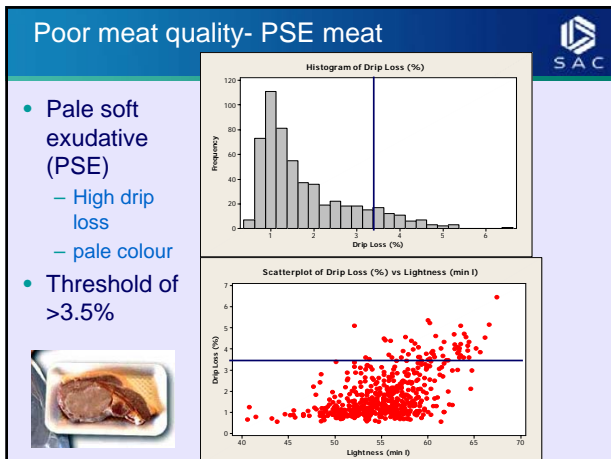 Poor meat quality- PSE meat
SAC
• Pale soft
exudative
(PSE)
– High drip
loss
– pale colour
• Threshold of
>3.5%
Histogram of Drip Loss (%)
120
100
80
60
40
20
0
Frequency
1 2 3 4 5 6
Drip Loss (%)
Scatterplot of Drip Loss (%) vs Lightness (min l)
7
6
5
4
3
2
1
0
Drip Loss (%)
40 45 50 55 60 65 70
Lightness (min l)